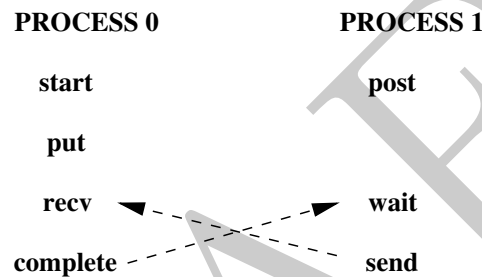 PROCESS 0 PROCESS 1
start post
put
recv wait
complete send